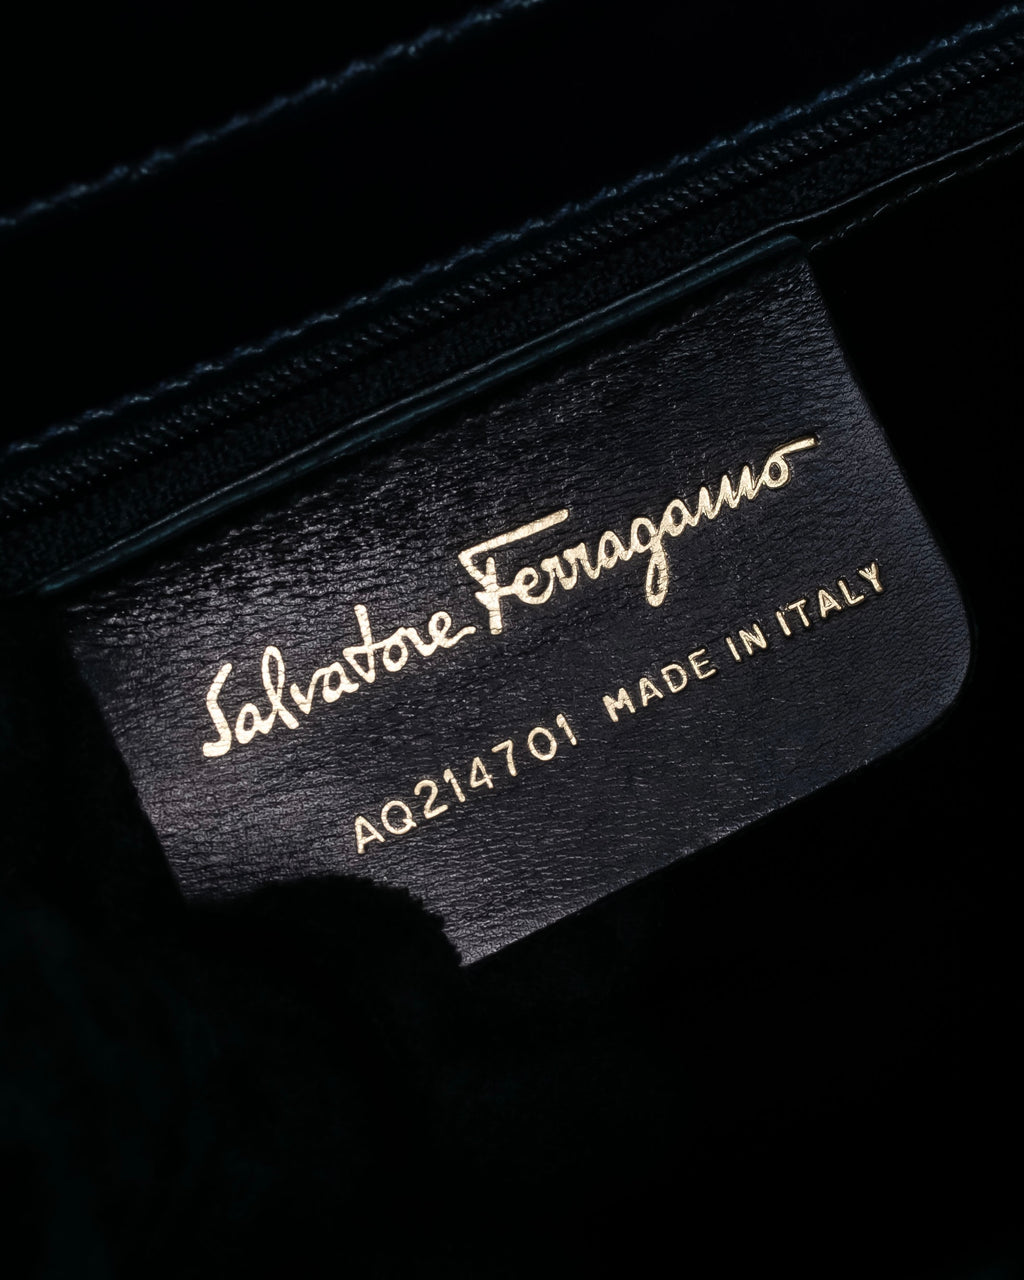 Salvatore Ferragamo
AQ214701 MADE IN ITALY